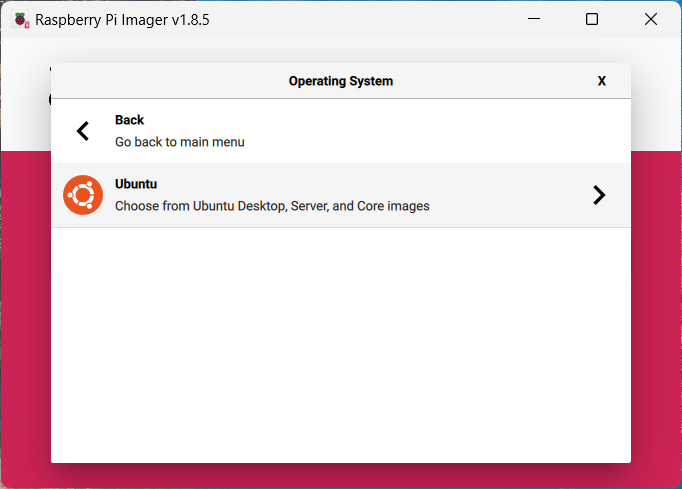 Raspberry Pi Imager v1.8.5
Operating System
X
Back
Go back to main menu
Ubuntu
Choose from Ubuntu Desktop, Server, and Core images